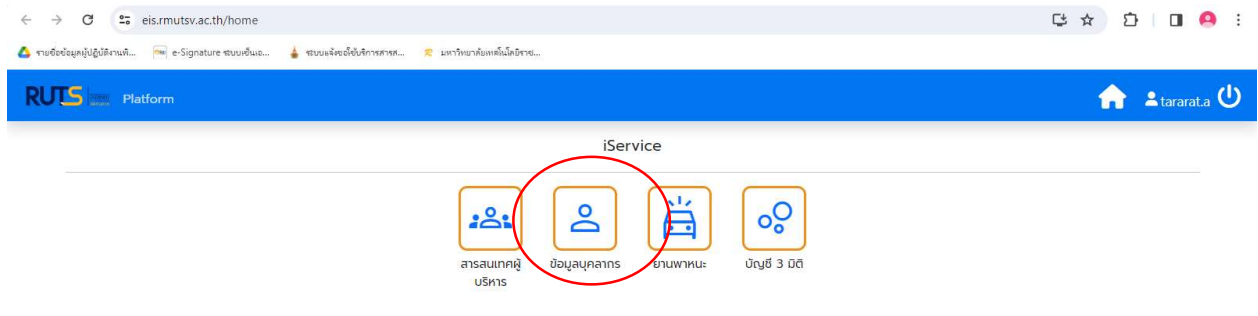 eis.rmutsv.ac.th/home
รายชื่อข้อมูลผู้ปฏิบัติงานพั... e-Signature ระบบเซ็นเอ... ระบบแจ้งขอใช้บริการสารส... มหาวิทยาลัยเทคโนโลยีราช...
RUTS Platform tararat.a
iService
สารสนเทศผู้บริหาร ข้อมูลบุคลากร ยานพาหนะ บัญชี 3 มิติ